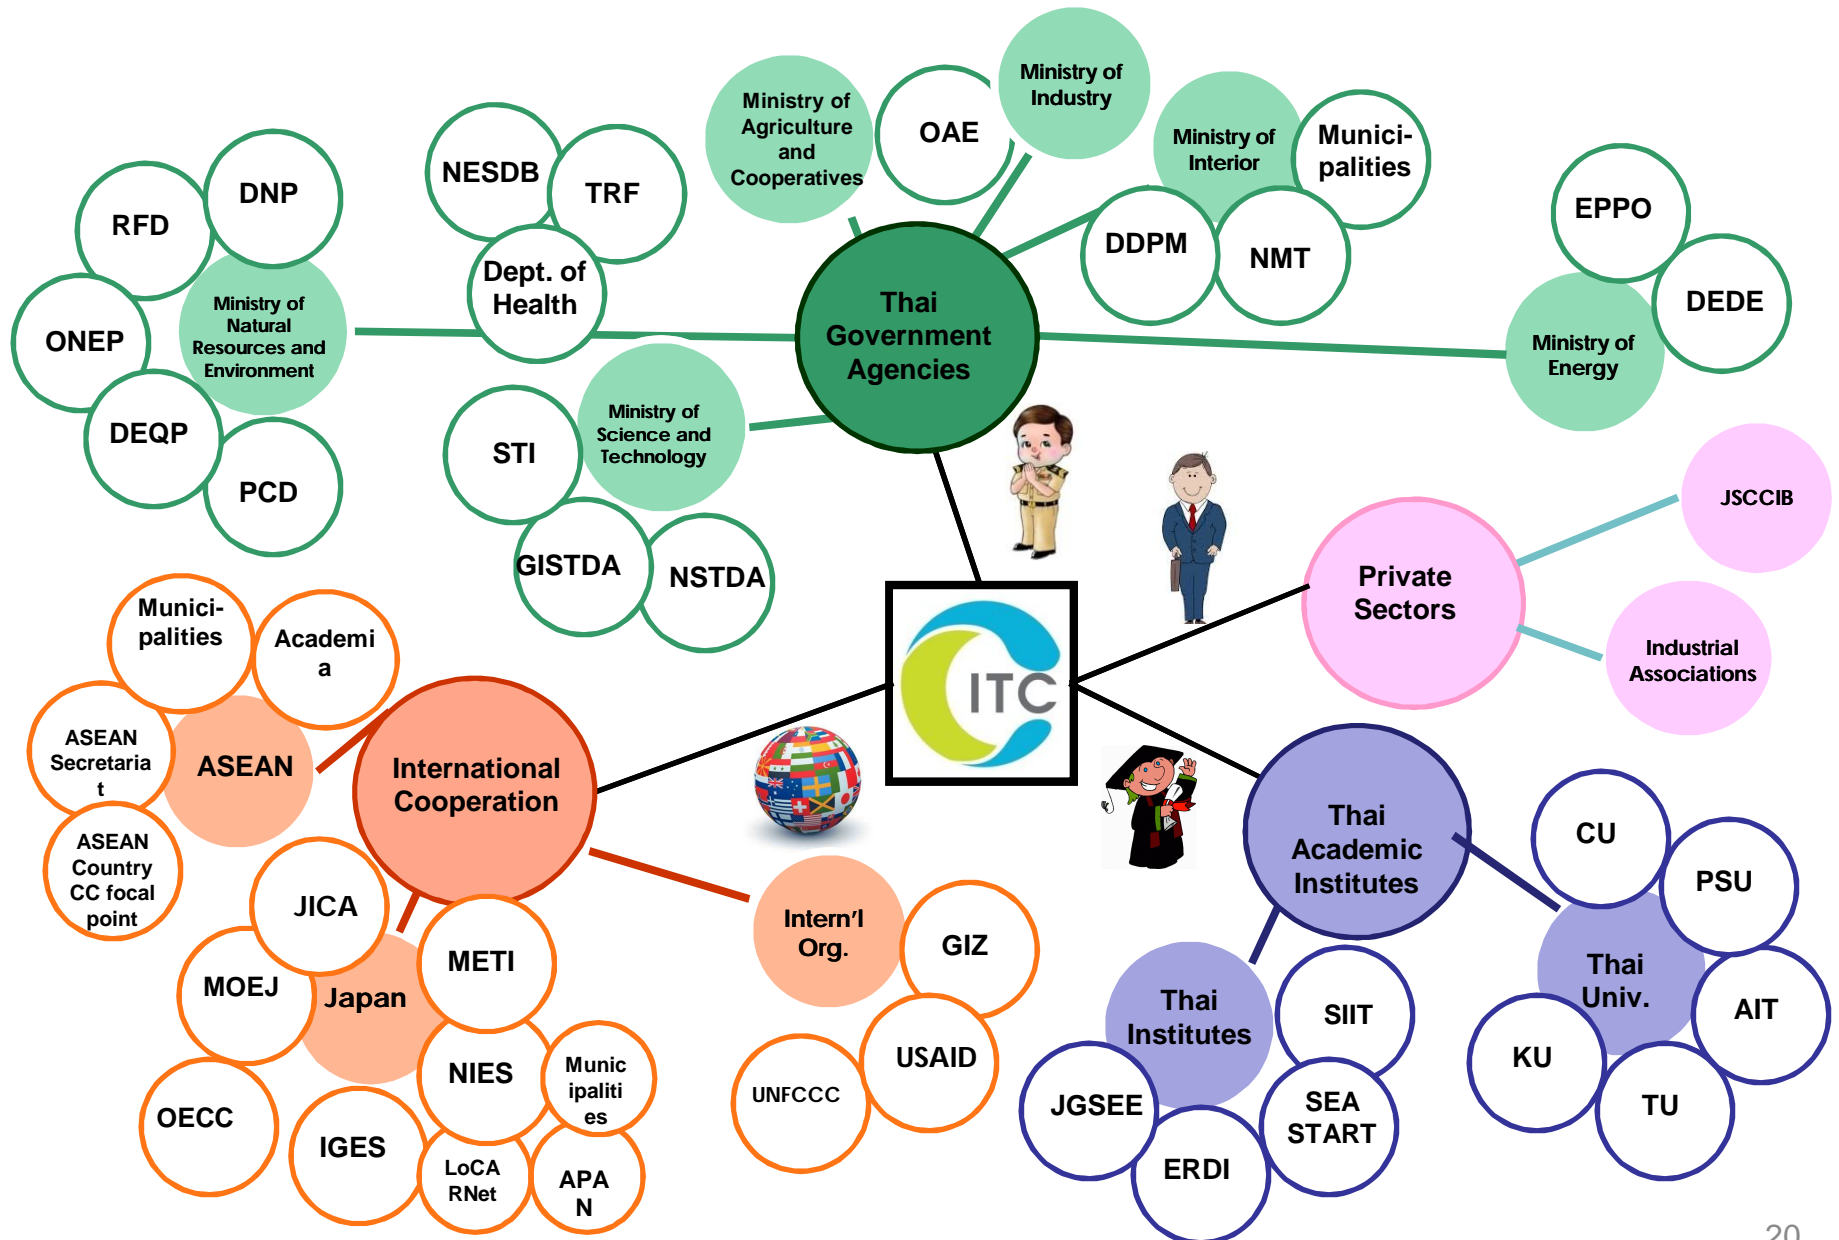 Ministry of
Industry
Ministry of
Agriculture
and
Cooperatives
OAE
Ministry of
Interior
Munici-
palities
DDPM
NMT
NESDB
TRF
Dept. of
Health
DNP
RFD
ONEP
Ministry of
Natural
Resources and
Environment
DEQP
PCD
Thai
Government
Agencies
EPPO
DEDE
Ministry of
Energy
Ministry of
Science and
Technology
STI
GISTDA
NSTDA
JSCCIB
Private
Sectors
Industrial
Associations
ITC
Munici-
palities
Academi
a
ASEAN
Secretaria
t
ASEAN
ASEAN
Country
CC focal
point
International
Cooperation
JICA
METI
MOEJ
Japan
NIES
Munic
ipaliti
es
OECC
IGES
LoCA
RNet
APA
N
Intern'l
Org.
GIZ
USAID
UNFCCC
Thai
Academic
Institutes
Thai
Institutes
SIIT
JGSEE
SEA
START
ERDI
CU
PSU
Thai
Univ.
AIT
KU
TU
20